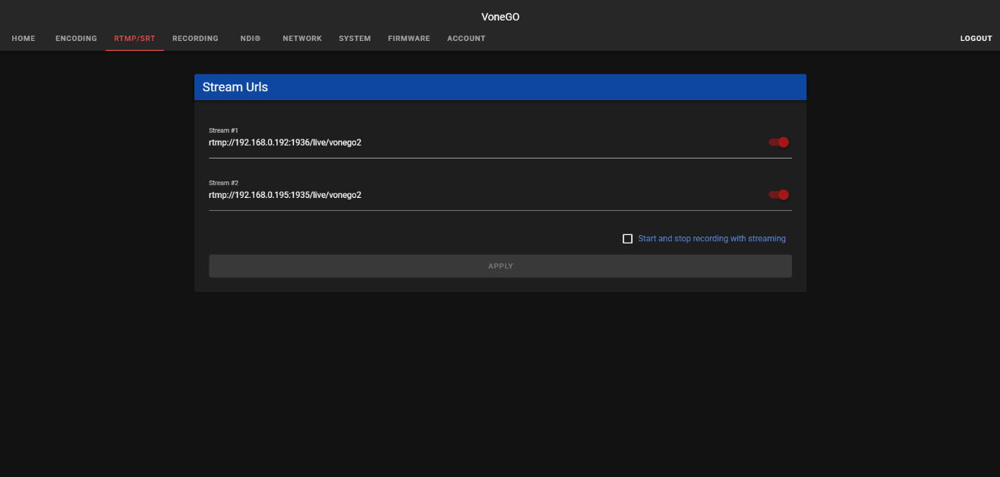 VoneGO
HOME ENCODING RTMP/SRT RECORDING NDI® NETWORK SYSTEM FIRMWARE ACCOUNT LOGOUT
Stream Urls
Stream #1
rtmp://192.168.0.192:1936/live/vonego2
Stream #2
rtmp://192.168.0.195:1935/live/vonego2
Start and stop recording with streaming
APPLY